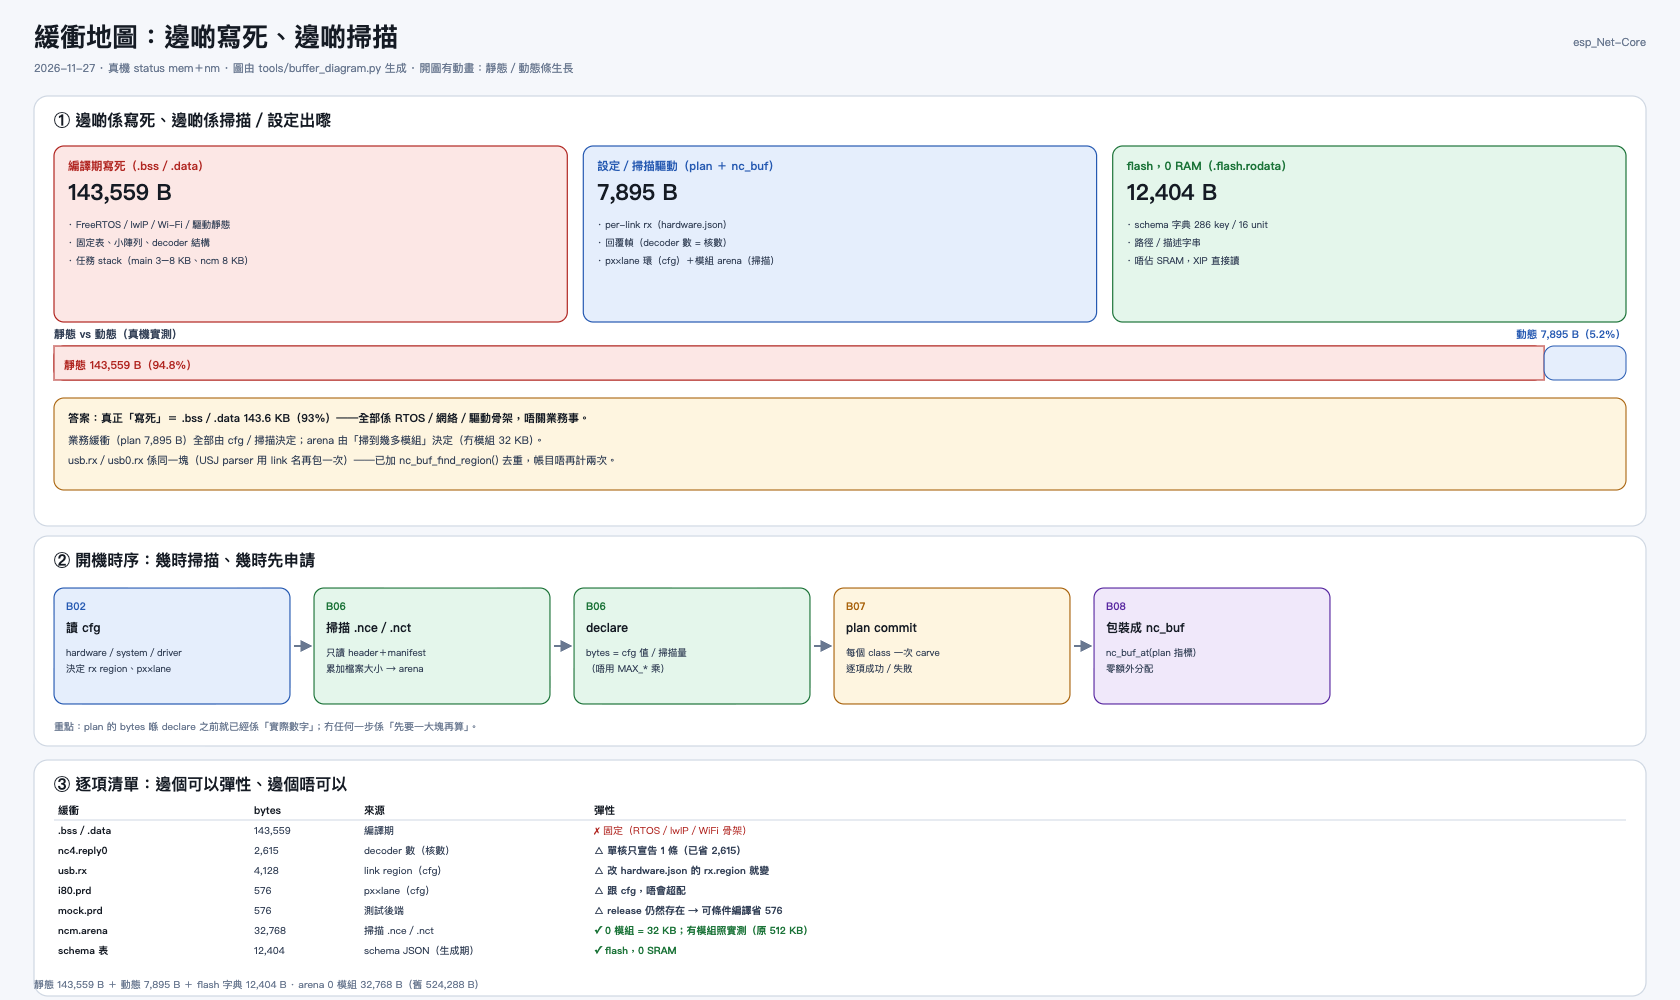 緩衝地圖：邊啲寫死、邊啲掃描
esp_Net-Core
2026-11-27 · 真機 status mem＋nm · 圖由 tools/buffer_diagram.py 生成 · 開圖有動畫：靜態 / 動態條生長
① 邊啲係寫死、邊啲係掃描 / 設定出嚟
編譯期寫死（.bss / .data）
143,559 B
· FreeRTOS / lwIP / Wi-Fi / 驅動靜態
· 固定表、小陣列、decoder 結構
· 任務 stack（main 3–8 KB、ncm 8 KB）
設定 / 掃描驅動（plan ＋ nc_buf）
7,895 B
· per-link rx（hardware.json）
· 回覆幀（decoder 數 = 核數）
· px×lane 環（cfg）＋模組 arena（掃描）
flash，0 RAM（.flash.rodata）
12,404 B
· schema 字典 286 key / 16 unit
· 路徑 / 描述字串
· 唔佔 SRAM，XIP 直接讀
靜態 vs 動態（真機實測）
動態 7,895 B（5.2%）
靜態 143,559 B（94.8%）
答案：真正「寫死」＝ .bss / .data 143.6 KB（93%）——全部係 RTOS / 網絡 / 驅動骨架，唔關業務事。
業務緩衝（plan 7,895 B）全部由 cfg / 掃描決定；arena 由「掃到幾多模組」決定（冇模組 32 KB）。
usb.rx / usb0.rx 係同一塊（USJ parser 用 link 名再包一次）——已加 nc_buf_find_region() 去重，帳目唔再計兩次。
② 開機時序：幾時掃描、幾時先申請
B02
讀 cfg
hardware / system / driver
決定 rx region、px×lane
B06
掃描 .nce / .nct
只讀 header＋manifest
累加檔案大小 → arena
B06
declare
bytes = cfg 值 / 掃描量
（唔用 MAX_* 乘）
B07
plan commit
每個 class 一次 carve
逐項成功 / 失敗
B08
包裝成 nc_buf
nc_buf_at(plan 指標)
零額外分配
重點：plan 的 bytes 喺 declare 之前就已經係「實際數字」；冇任何一步係「先要一大塊再算」。
③ 逐項清單：邊個可以彈性、邊個唔可以
緩衝 bytes 來源 彈性
.bss / .data 143,559 編譯期 ✗ 固定（RTOS / lwIP / WiFi 骨架）
nc4.reply0 2,615 decoder 數（核數） △ 單核只宣告 1 條（已省 2,615）
usb.rx 4,128 link region（cfg） △ 改 hardware.json 的 rx.region 就變
i80.prd 576 px×lane（cfg） △ 跟 cfg，唔會超配
mock.prd 576 測試後端 △ release 仍然存在 → 可條件編譯省 576
ncm.arena 32,768 掃描 .nce / .nct ✓ 0 模組 = 32 KB；有模組照實測（原 512 KB）
schema 表 12,404 schema JSON（生成期） ✓ flash，0 SRAM
靜態 143,559 B ＋ 動態 7,895 B ＋ flash 字典 12,404 B · arena 0 模組 32,768 B（舊 524,288 B）